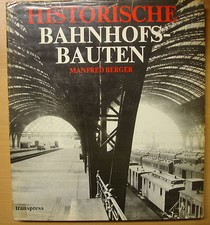 HISTORISCHE
BAHNHOFS-
BAUTEN
MANFRED BERGER
transpress